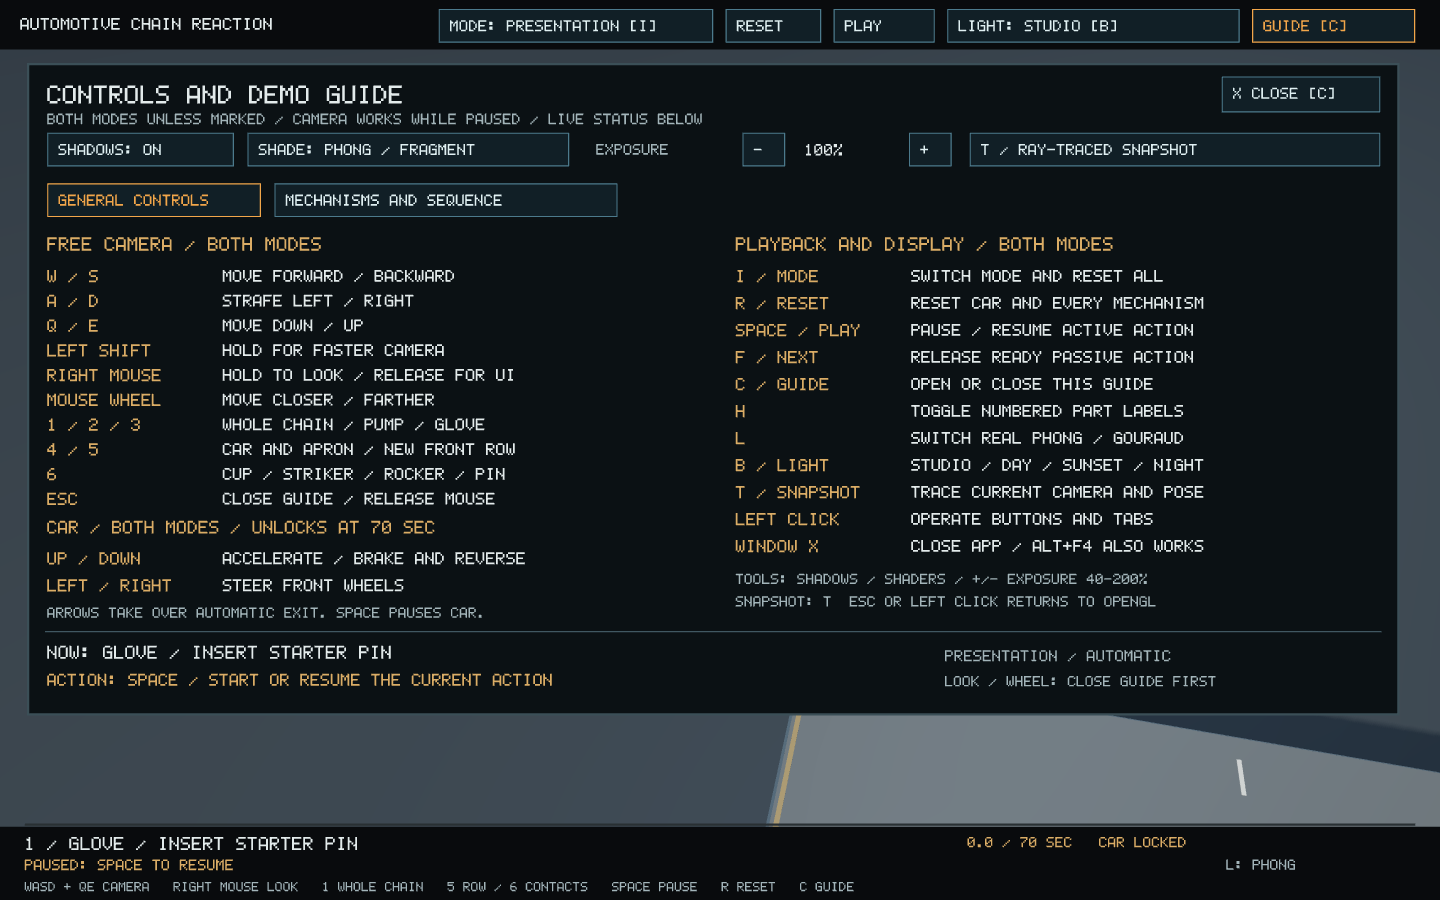 AUTOMOTIVE CHAIN REACTION
MODE: PRESENTATION [I]
RESET
PLAY
LIGHT: STUDIO [B]
GUIDE [C]
CONTROLS AND DEMO GUIDE
X CLOSE [C]
BOTH MODES UNLESS MARKED / CAMERA WORKS WHILE PAUSED / LIVE STATUS BELOW
SHADOWS: ON
SHADE: PHONG / FRAGMENT
EXPOSURE
-
100%
+
T / RAY-TRACED SNAPSHOT
GENERAL CONTROLS
MECHANISMS AND SEQUENCE
FREE CAMERA / BOTH MODES
W / S MOVE FORWARD / BACKWARD
A / D STRAFE LEFT / RIGHT
Q / E MOVE DOWN / UP
LEFT SHIFT HOLD FOR FASTER CAMERA
RIGHT MOUSE HOLD TO LOOK / RELEASE FOR UI
MOUSE WHEEL MOVE CLOSER / FARTHER
1 / 2 / 3 WHOLE CHAIN / PUMP / GLOVE
4 / 5 CAR AND APRON / NEW FRONT ROW
6 CUP / STRIKER / ROCKER / PIN
ESC CLOSE GUIDE / RELEASE MOUSE
CAR / BOTH MODES / UNLOCKS AT 70 SEC
UP / DOWN ACCELERATE / BRAKE AND REVERSE
LEFT / RIGHT STEER FRONT WHEELS
ARROWS TAKE OVER AUTOMATIC EXIT. SPACE PAUSES CAR.
PLAYBACK AND DISPLAY / BOTH MODES
I / MODE SWITCH MODE AND RESET ALL
R / RESET RESET CAR AND EVERY MECHANISM
SPACE / PLAY PAUSE / RESUME ACTIVE ACTION
F / NEXT RELEASE READY PASSIVE ACTION
C / GUIDE OPEN OR CLOSE THIS GUIDE
H TOGGLE NUMBERED PART LABELS
L SWITCH REAL PHONG / GOURAUD
B / LIGHT STUDIO / DAY / SUNSET / NIGHT
T / SNAPSHOT TRACE CURRENT CAMERA AND POSE
LEFT CLICK OPERATE BUTTONS AND TABS
WINDOW X CLOSE APP / ALT+F4 ALSO WORKS
TOOLS: SHADOWS / SHADERS / +/- EXPOSURE 40-200%
SNAPSHOT: T ESC OR LEFT CLICK RETURNS TO OPENGL
NOW: GLOVE / INSERT STARTER PIN
ACTION: SPACE / START OR RESUME THE CURRENT ACTION
PRESENTATION / AUTOMATIC
LOOK / WHEEL: CLOSE GUIDE FIRST
1 / GLOVE / INSERT STARTER PIN
0.0 / 70 SEC CAR LOCKED
PAUSED: SPACE TO RESUME
L: PHONG
WASD + QE CAMERA RIGHT MOUSE LOOK 1 WHOLE CHAIN 5 ROW / 6 CONTACTS SPACE PAUSE R RESET C GUIDE